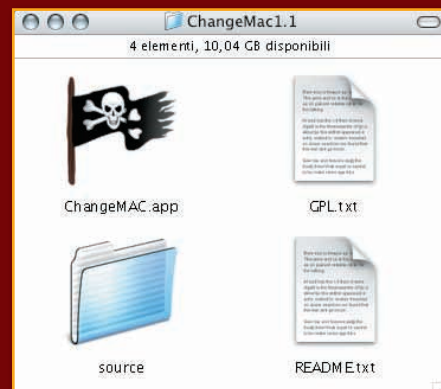 ChangeMac1.1
4 elementi, 10,04 GB disponibili
ChangeMAC.app
GPL.txt
source
README.txt